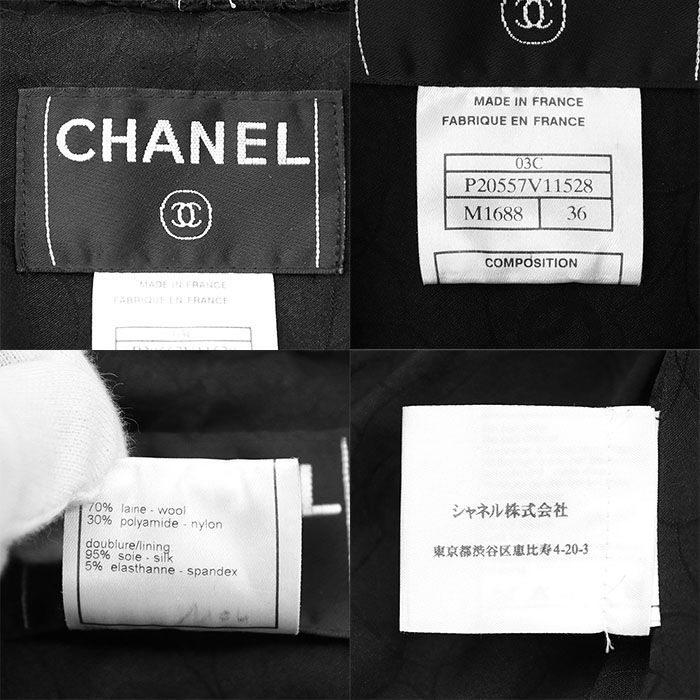 CHANEL
MADE IN FRANCE
FABRIQUE EN FRANCE
MADE IN FRANCE
FABRIQUE EN FRANCE
03C
P20557V11528
M1688 36
COMPOSITION
70% laine - wool
30% polyamide - nylon
doublure/lining
95% soie - silk
5% elasthanne - spandex
シャネル株式会社
東京都渋谷区恵比寿4-20-3